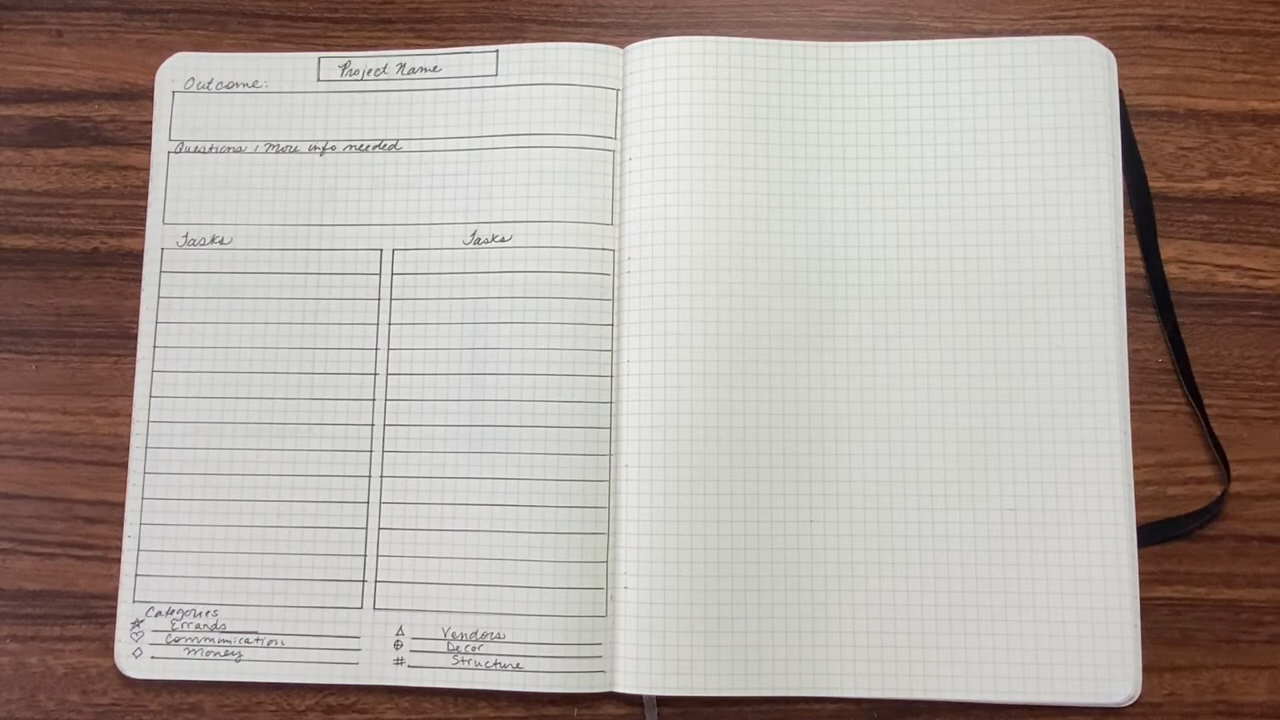 Project Name
Outcome:
Questions / More info needed
Tasks
Tasks
Categories
☆ Errands
♡ Communication
◇ Money
△ Vendors
⊕ Decor
# Structure